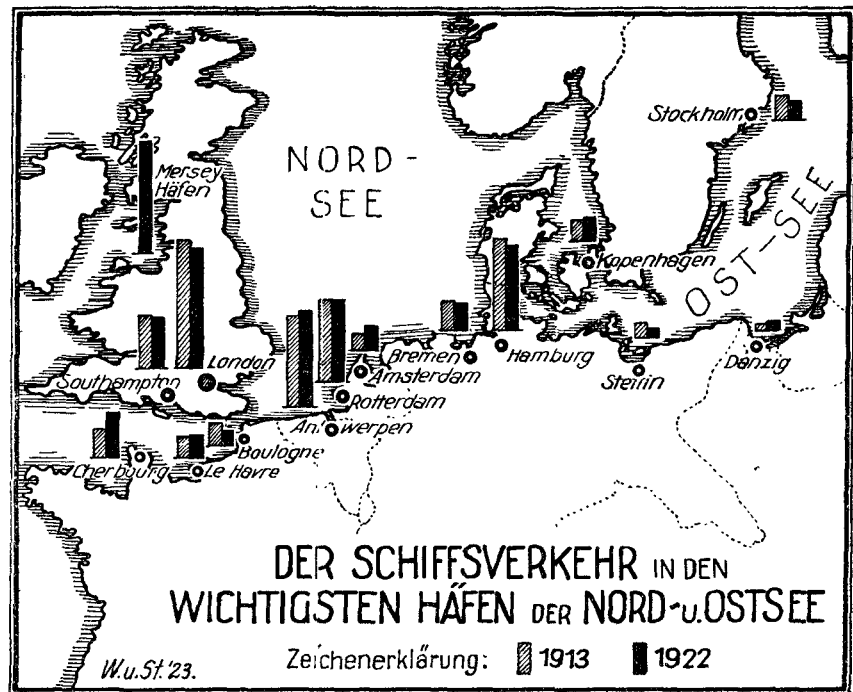 NORD-
SEE
OST-SEE
Stockholm
Mersey
Häfen
Kopenhagen
London
Southampton
Bremen
Hamburg
Stettin
Danzig
Amsterdam
Rotterdam
Antwerpen
Boulogne
Cherbourg
Le Havre
DER SCHIFFSVERKEHR IN DEN
WICHTIGSTEN HÄFEN DER NORD-u.OSTSEE
Zeichenerklärung: 1913 1922
W.u.St.'23.